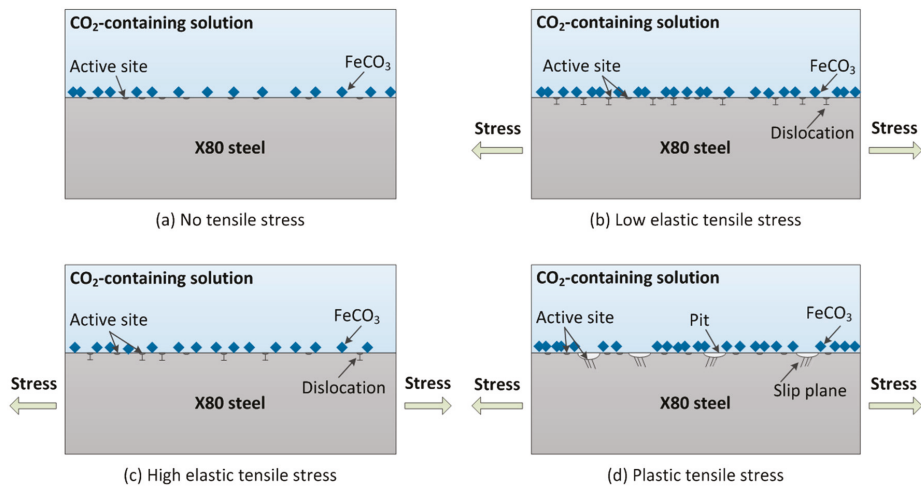 CO₂-containing solution
Active site
FeCO₃
X80 steel
(a) No tensile stress
CO₂-containing solution
Active site
FeCO₃
Dislocation
Stress
X80 steel
Stress
(b) Low elastic tensile stress
CO₂-containing solution
Active site
FeCO₃
Dislocation
Stress
X80 steel
Stress
(c) High elastic tensile stress
CO₂-containing solution
Active site
Pit
FeCO₃
Slip plane
Stress
X80 steel
Stress
(d) Plastic tensile stress